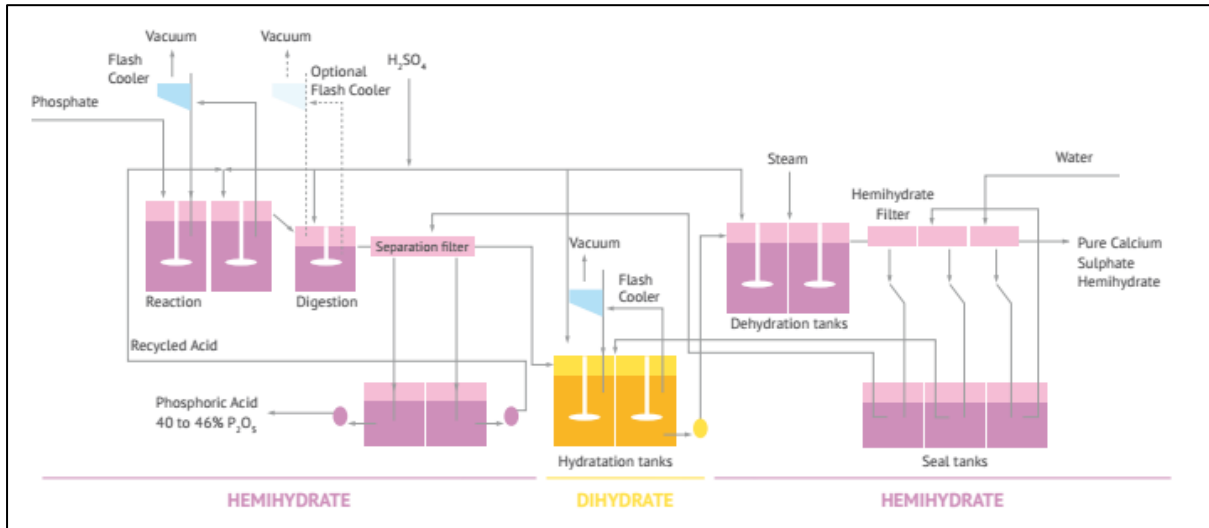 Vacuum
Vacuum
Flash
Cooler
H₂SO₄
Optional
Flash Cooler
Phosphate
Steam
Water
Hemihydrate
Filter
Separation filter
Vacuum
Flash
Cooler
Pure Calcium
Sulphate
Hemihydrate
Reaction
Digestion
Dehydration tanks
Recycled Acid
Phosphoric Acid
40 to 46% P₂O₅
Hydratation tanks
Seal tanks
HEMIHYDRATE
DIHYDRATE
HEMIHYDRATE